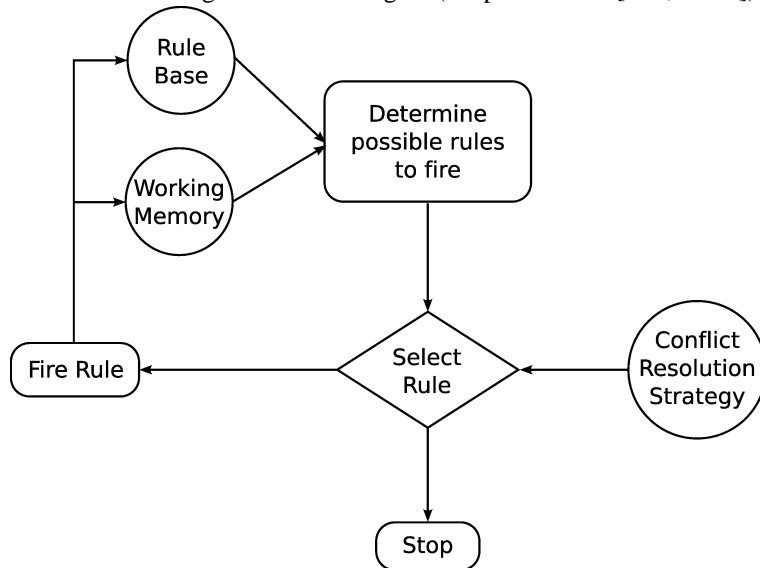 Rule
Base
Determine
possible rules
to fire
Working
Memory
Select
Rule
Conflict
Resolution
Strategy
Fire Rule
Stop